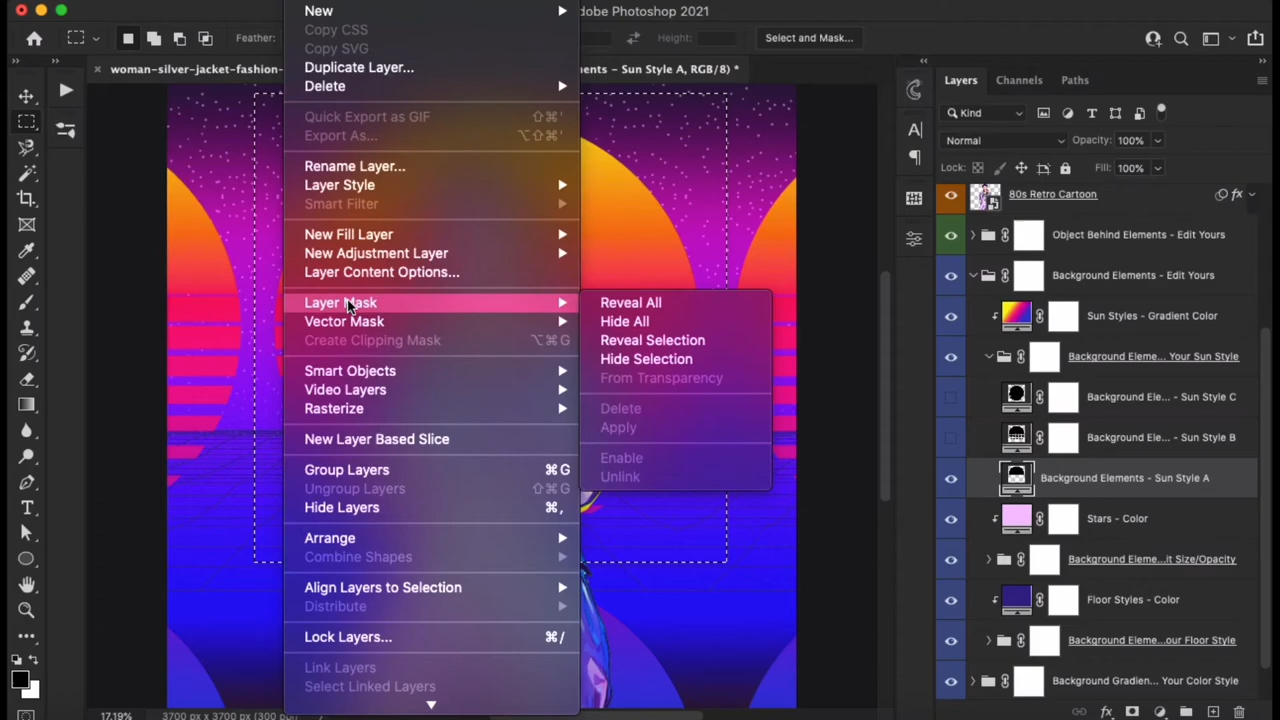 dobe Photoshop 2021
Feather:
Height:
Select and Mask...
woman-silver-jacket-fashion-
ments - Sun Style A, RGB/8) *
New
Copy CSS
Copy SVG
Duplicate Layer...
Delete
Quick Export as GIF ⇧⌘'
Export As... ⌥⇧⌘'
Rename Layer...
Layer Style
Smart Filter
New Fill Layer
New Adjustment Layer
Layer Content Options...
Layer Mask
Vector Mask
Create Clipping Mask ⌥⌘G
Smart Objects
Video Layers
Rasterize
New Layer Based Slice
Group Layers ⌘G
Ungroup Layers ⇧⌘G
Hide Layers ⌘,
Arrange
Combine Shapes
Align Layers to Selection
Distribute
Lock Layers... ⌘/
Link Layers
Select Linked Layers
Reveal All
Hide All
Reveal Selection
Hide Selection
From Transparency
Delete
Apply
Enable
Unlink
Layers
Channels
Paths
Kind
Normal
Opacity: 100%
Lock:
Fill: 100%
80s Retro Cartoon
fx
Object Behind Elements - Edit Yours
Background Elements - Edit Yours
Sun Styles - Gradient Color
Background Eleme... Your Sun Style
Background Ele... - Sun Style C
Background Ele... - Sun Style B
Background Elements - Sun Style A
Stars - Color
Background Eleme...it Size/Opacity
Floor Styles - Color
Background Eleme...our Floor Style
Background Gradien... Your Color Style
fx
17.19%
3700 px x 3700 px (300 ppi)